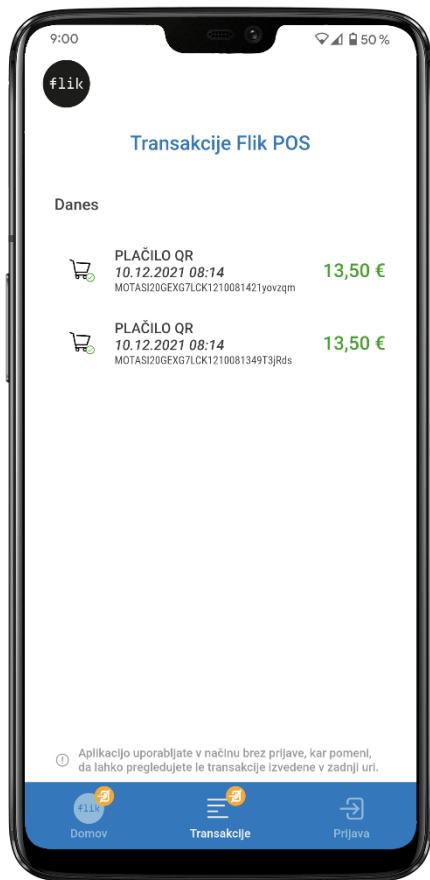 9:00
50 %
flik
Transakcije Flik POS
Danes
PLAČILO QR
10.12.2021 08:14
13,50 €
MOTASI20GEXG7LCK1210081421yovzqm
PLAČILO QR
10.12.2021 08:14
13,50 €
MOTASI20GEXG7LCK1210081349T3jRds
Aplikacijo uporabljate v načinu brez prijave, kar pomeni,
da lahko pregledujete le transakcije izvedene v zadnji uri.
flik
Domov
Transakcije
Prijava